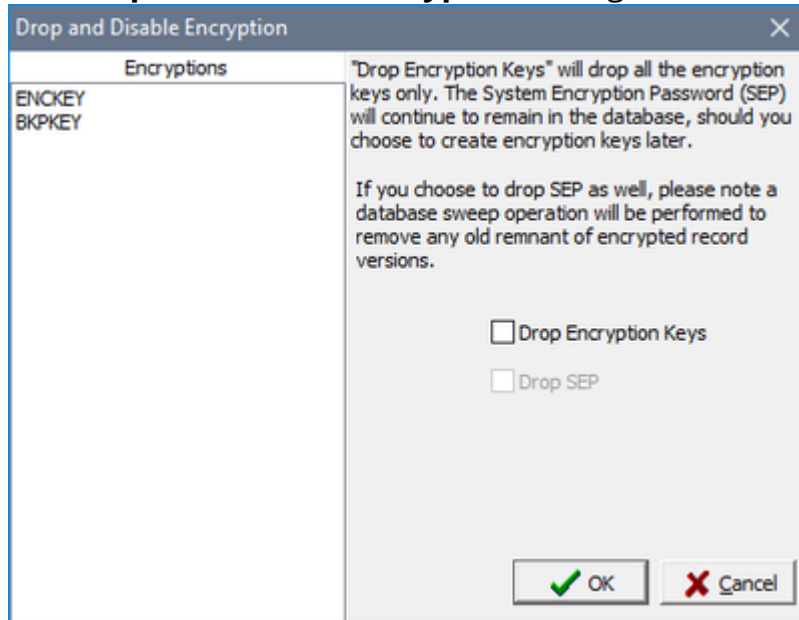 Drop and Disable Encryption
Encryptions
ENCKEY
BKPKEY
"Drop Encryption Keys" will drop all the encryption
keys only. The System Encryption Password (SEP)
will continue to remain in the database, should you
choose to create encryption keys later.
If you choose to drop SEP as well, please note a
database sweep operation will be performed to
remove any old remnant of encrypted record
versions.
Drop Encryption Keys
Drop SEP
OK
Cancel